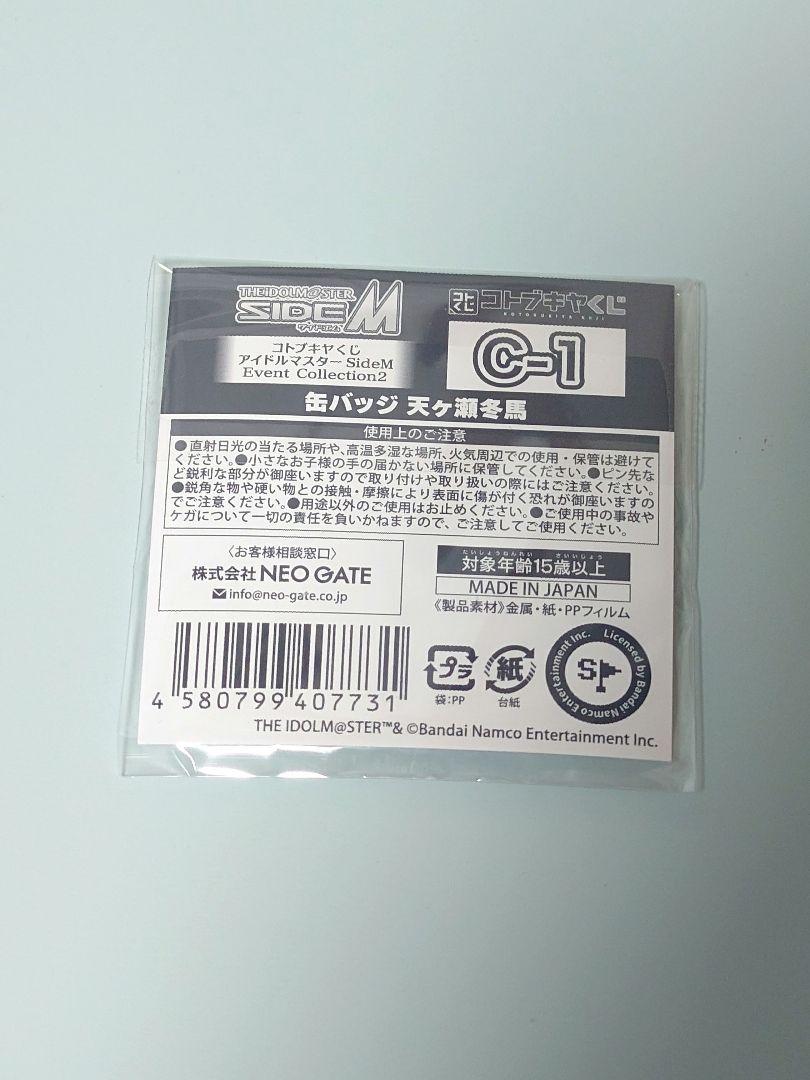 THE iDOLM@STER
SIDEM
サイドエム
コトくじ
コトブキヤくじ
KOTOBUKIYA KUJI
コトブキヤくじ
アイドルマスター SideM
Event Collection2
C-1
缶バッジ 天ヶ瀬冬馬
使用上のご注意
●直射日光の当たる場所や、高温多湿な場所、火気周辺での使用・保管は避けて
ください。●小さなお子様の手の届かない場所に保管してください。●ピン先な
ど鋭利な部分が御座いますので取り付けや取り扱いの際にはご注意ください。
●鋭角な物や硬い物との接触・摩擦により表面に傷が付く恐れが御座いますの
でご注意ください。●用途以外のご使用はお止めください。●ご使用中の事故や
ケガについて一切の責任を負いかねますので、ご注意してご使用ください。
〈お客様相談窓口〉
株式会社 NEO GATE
info@neo-gate.co.jp
たいしょうねんれい さいいじょう
対象年齢15歳以上
MADE IN JAPAN
《製品素材》金属・紙・PPフィルム
4 580799 407731
プラ
袋:PP
紙
台紙
Licensed by Bandai Namco Entertainment Inc.
S
THE IDOLM@STER™& ©Bandai Namco Entertainment Inc.